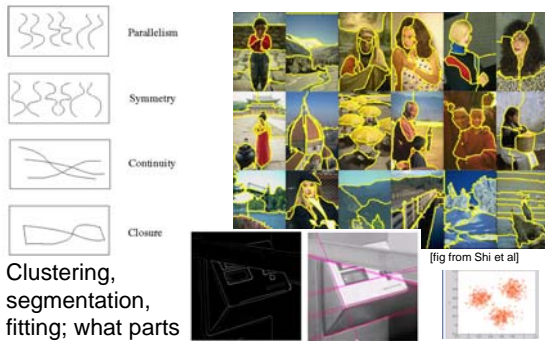 Parallelism
Symmetry
Continuity
Closure
[fig from Shi et al]
Clustering,
segmentation,
fitting; what parts